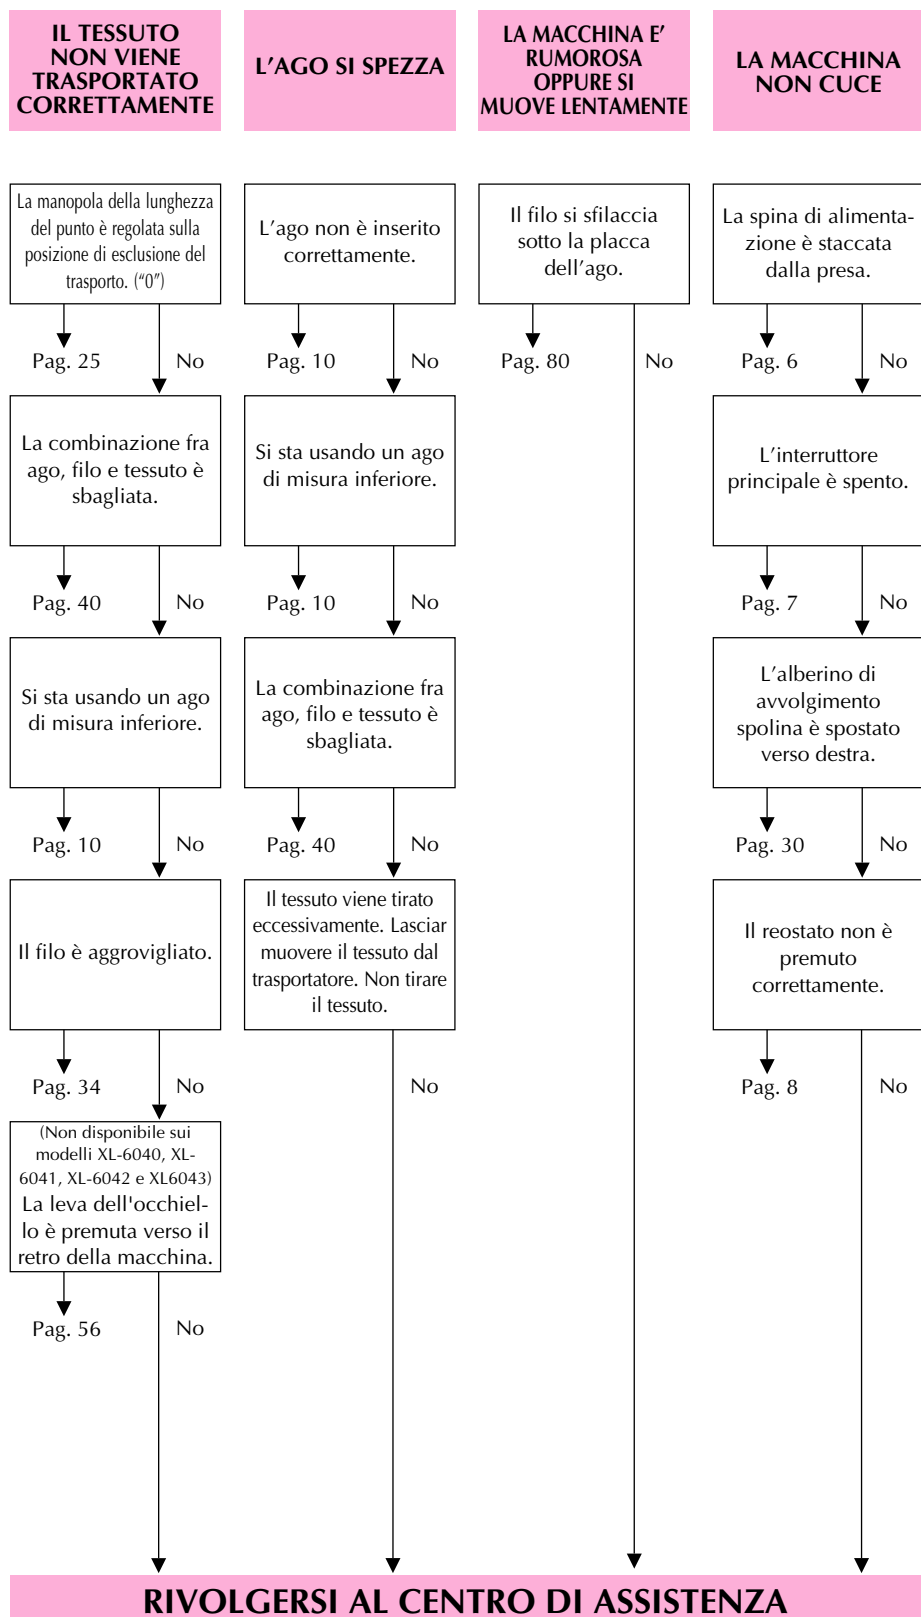 IL TESSUTO
NON VIENE
TRASPORTATO
CORRETTAMENTE
La manopola della lunghezza
del punto è regolata sulla
posizione di esclusione del
trasporto. (“0”)
Pag. 25
No
La combinazione fra
ago, filo e tessuto è
sbagliata.
Pag. 40
No
Si sta usando un ago
di misura inferiore.
Pag. 10
No
Il filo è aggrovigliato.
Pag. 34
No
(Non disponibile sui
modelli XL-6040, XL-
6041, XL-6042 e XL6043)
La leva dell'occhiel-
lo è premuta verso il
retro della macchina.
Pag. 56
No
L’AGO SI SPEZZA
L’ago non è inserito
correttamente.
Pag. 10
No
Si sta usando un ago
di misura inferiore.
Pag. 10
No
La combinazione fra
ago, filo e tessuto è
sbagliata.
Pag. 40
No
Il tessuto viene tirato
eccessivamente. Lasciar
muovere il tessuto dal
trasportatore. Non tirare
il tessuto.
No
LA MACCHINA E’
RUMOROSA
OPPURE SI
MUOVE LENTAMENTE
Il filo si sfilaccia
sotto la placca
dell’ago.
Pag. 80
No
LA MACCHINA
NON CUCE
La spina di alimenta-
zione è staccata
dalla presa.
Pag. 6
No
L’interruttore
principale è spento.
Pag. 7
No
L’alberino di
avvolgimento
spolina è spostato
verso destra.
Pag. 30
No
Il reostato non è
premuto
correttamente.
Pag. 8
No
RIVOLGERSI AL CENTRO DI ASSISTENZA